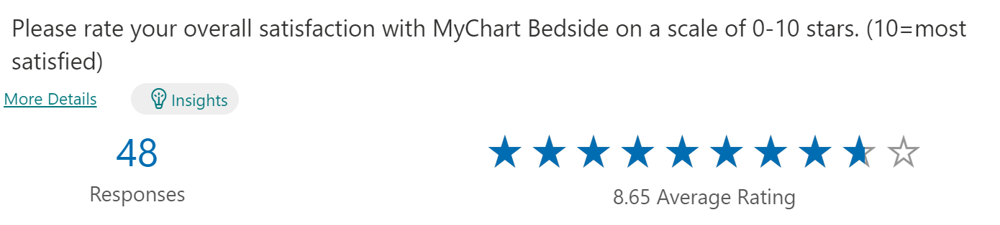 Please rate your overall satisfaction with MyChart Bedside on a scale of 0-10 stars. (10=most
satisfied)
More Details
Insights
48
Responses
8.65 Average Rating